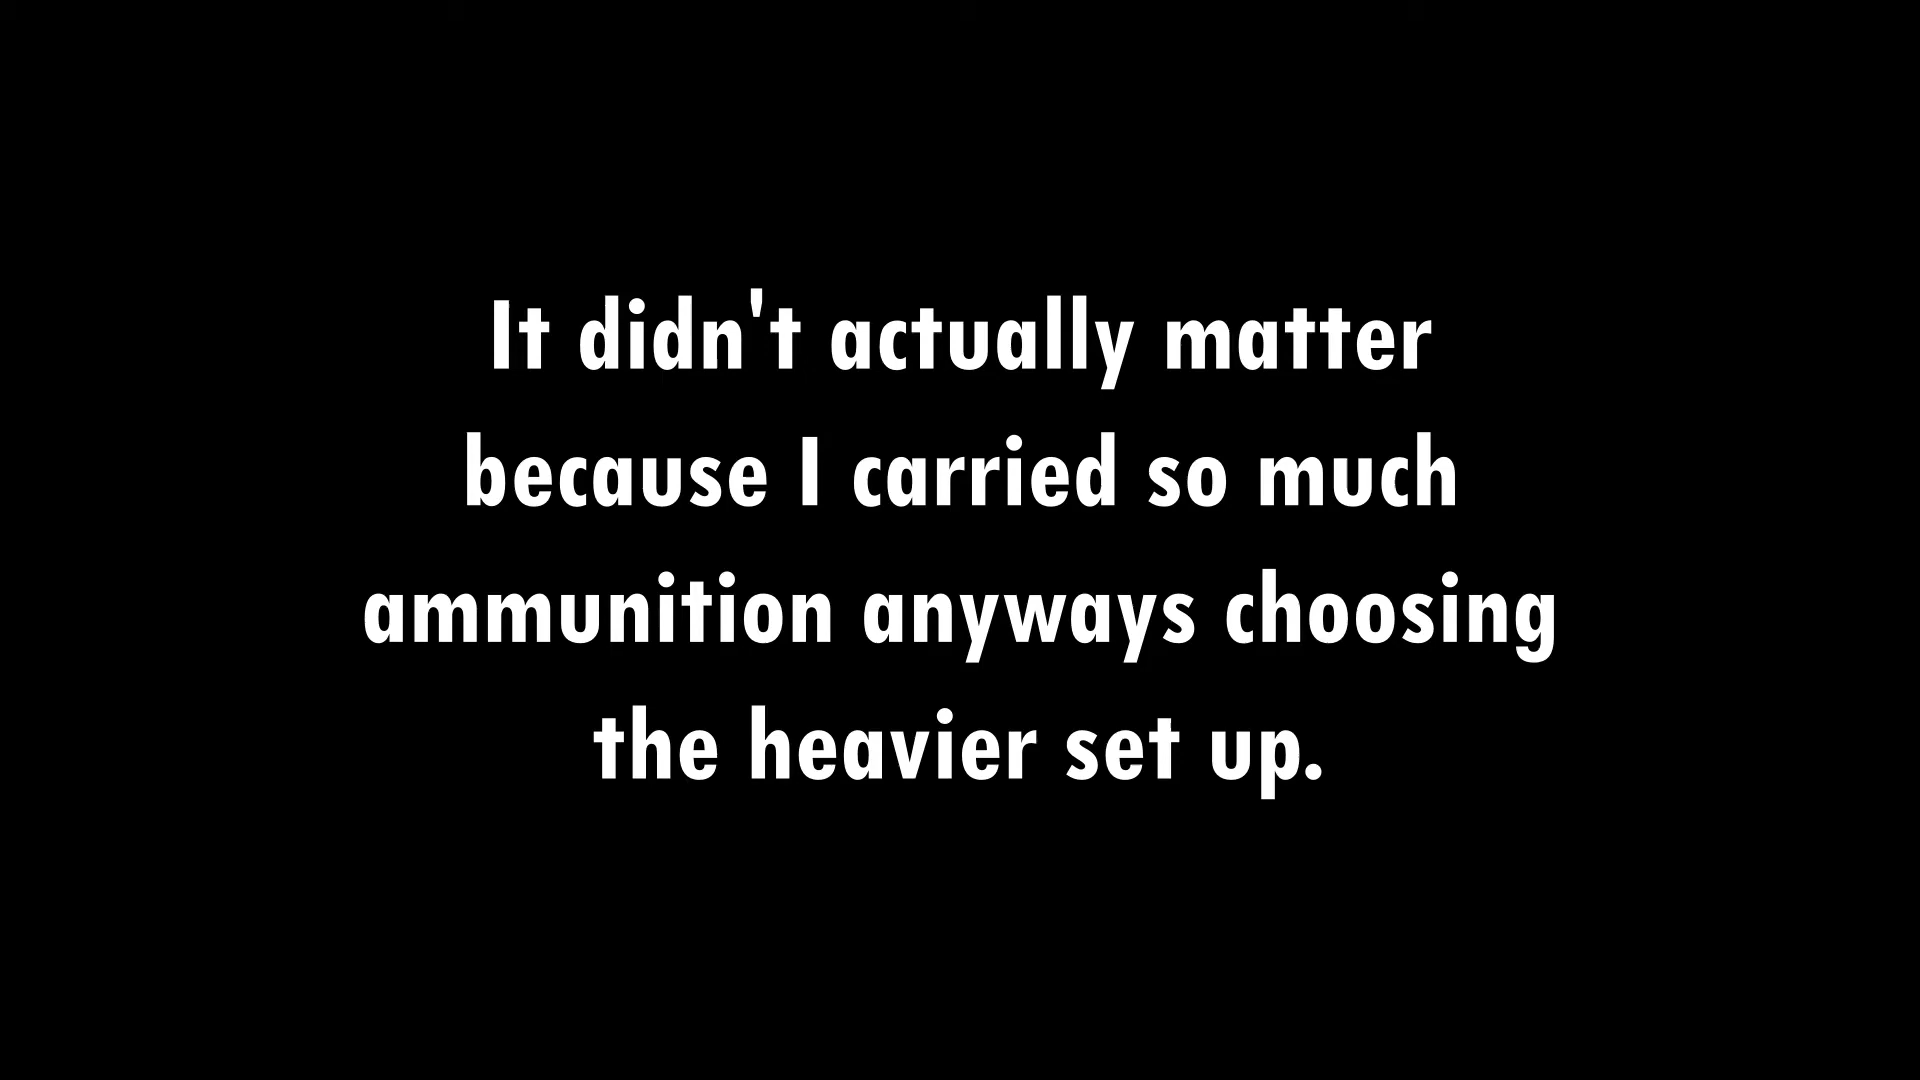 It didn't actually matter
because I carried so much
ammunition anyways choosing
the heavier set up.